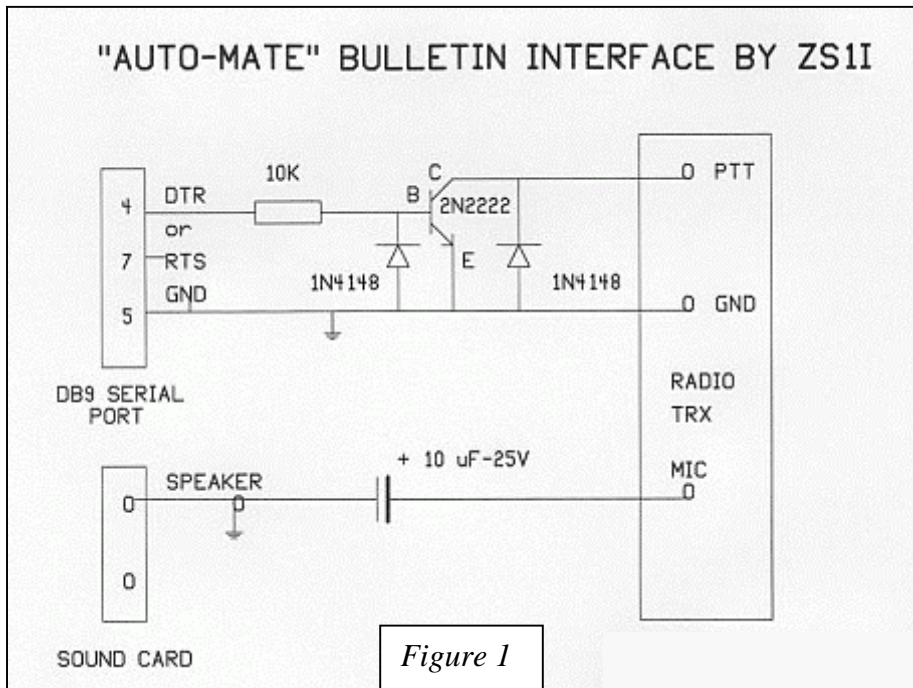 "AUTO-MATE" BULLETIN INTERFACE BY ZS1I
10K
4
DTR
or
7
RTS
GND
5
DB9 SERIAL
PORT
B
C
2N2222
E
1N4148
1N4148
O PTT
O GND
RADIO
TRX
MIC
O
+ 10 uF-25V
SPEAKER
O
O
O
SOUND CARD
Figure 1